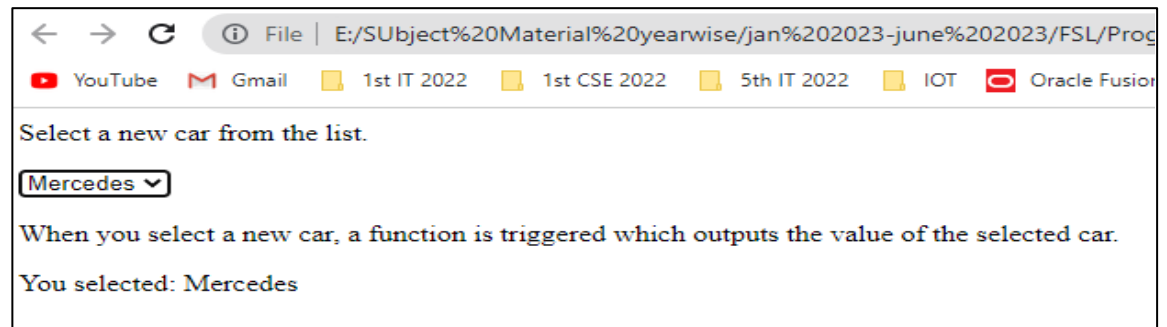 File | E:/SUbject%20Material%20yearwise/jan%202023-june%202023/FSL/Prog
YouTube Gmail 1st IT 2022 1st CSE 2022 5th IT 2022 IOT Oracle Fusion
Select a new car from the list.
Mercedes
When you select a new car, a function is triggered which outputs the value of the selected car.
You selected: Mercedes